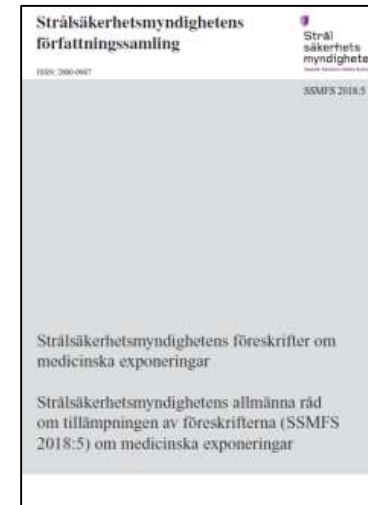 Strålsäkerhetsmyndighetens
författningssamling
Strål
säkerhets
myndighete
SSMFS 2018:5
Strålsäkerhetsmyndighetens föreskrifter om
medicinska exponeringar
Strålsäkerhetsmyndighetens allmänna råd
om tillämpningen av föreskrifterna (SSMFS
2018:5) om medicinska exponeringar